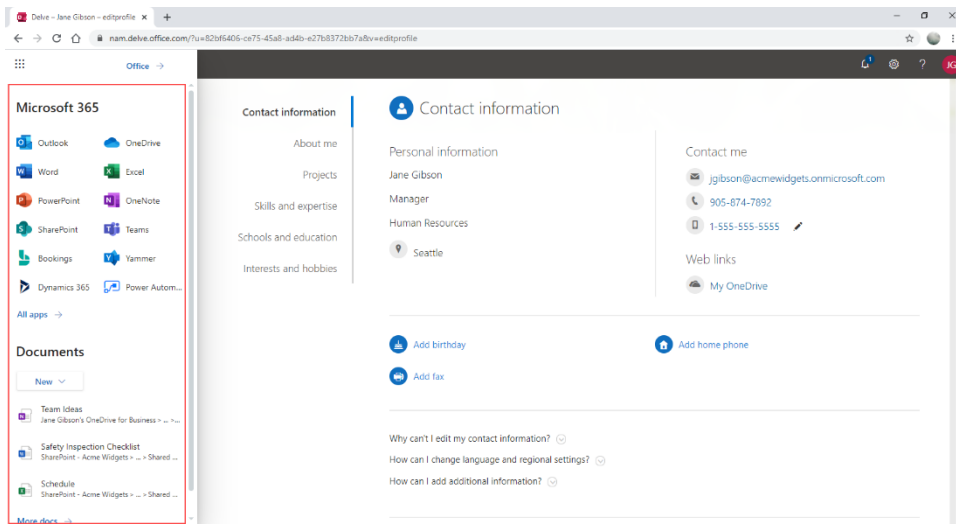 Delve – Jane Gibson – editprofile
nam.delve.office.com/?u=82bf6406-ce75-45a8-ad4b-e27b8372bb7a&v=editprofile
Office →
1
?
JG
Microsoft 365
Outlook
OneDrive
Word
Excel
PowerPoint
OneNote
SharePoint
Teams
Bookings
Yammer
Dynamics 365
Power Autom...
All apps →
Documents
New
Team Ideas
Jane Gibson's OneDrive for Business > ... >...
Safety Inspection Checklist
SharePoint - Acme Widgets > ... > Shared ...
Schedule
SharePoint - Acme Widgets > ... > Shared ...
More docs →
Contact information
About me
Projects
Skills and expertise
Schools and education
Interests and hobbies
Contact information
Personal information
Jane Gibson
Manager
Human Resources
Seattle
Contact me
jgibson@acmewidgets.onmicrosoft.com
905-874-7892
1-555-555-5555
Web links
My OneDrive
Add birthday
Add home phone
Add fax
Why can't I edit my contact information?
How can I change language and regional settings?
How can I add additional information?